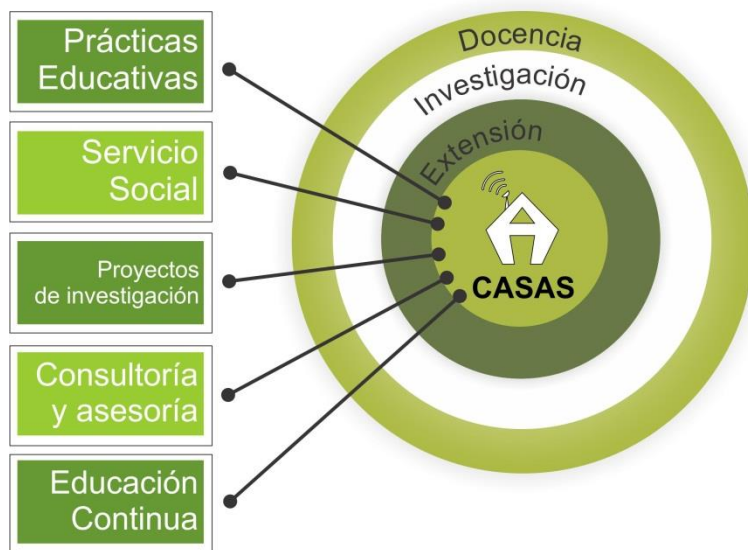 Prácticas
Educativas
Servicio
Social
Proyectos
de investigación
Consultoría
y asesoría
Educación
Continua
Docencia
Investigación
Extensión
CASAS